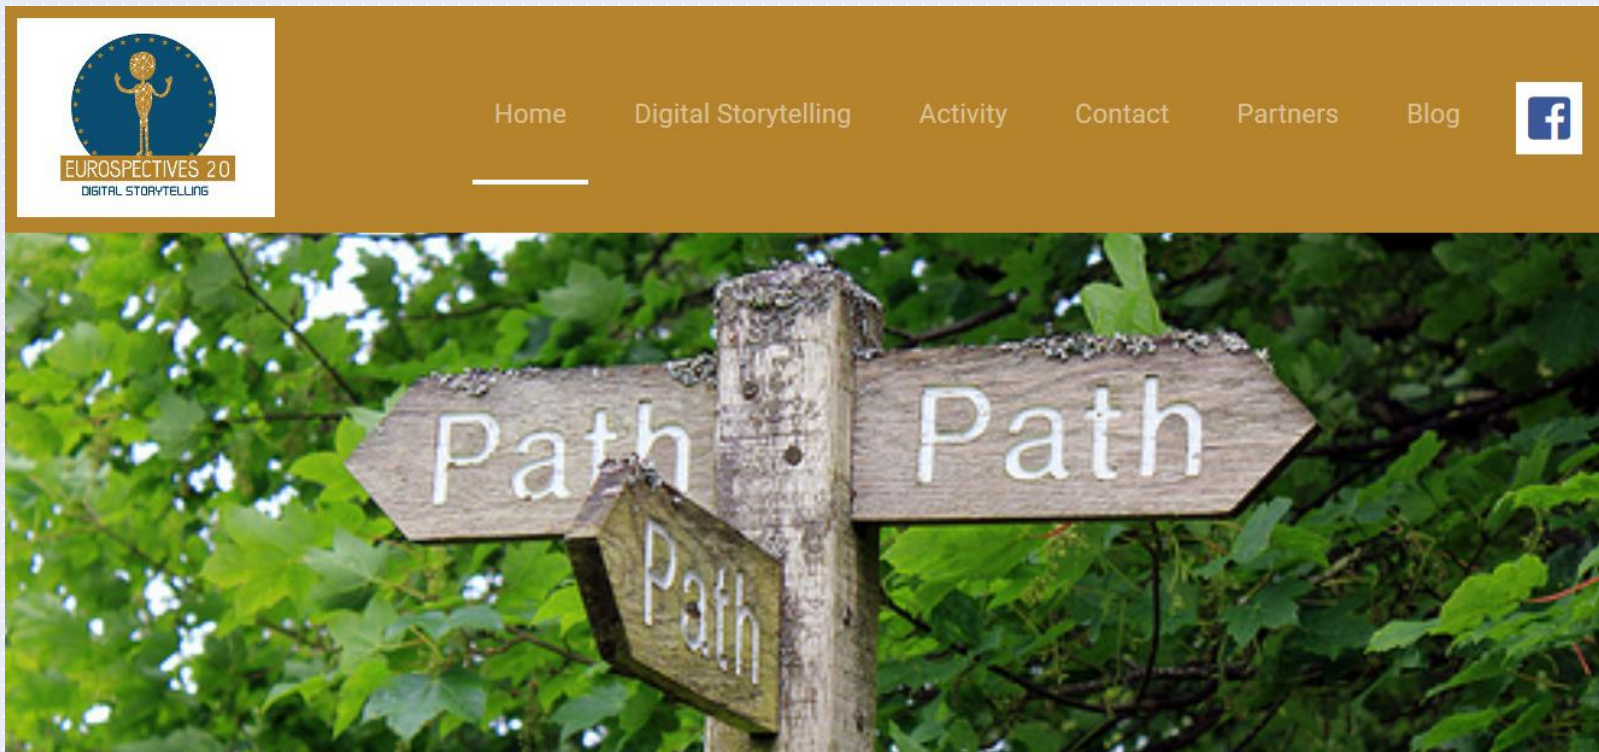 EUROSPECTIVES 2.0
DIGITAL STORYTELLING
Home Digital Storytelling Activity Contact Partners Blog
Path Path
Path